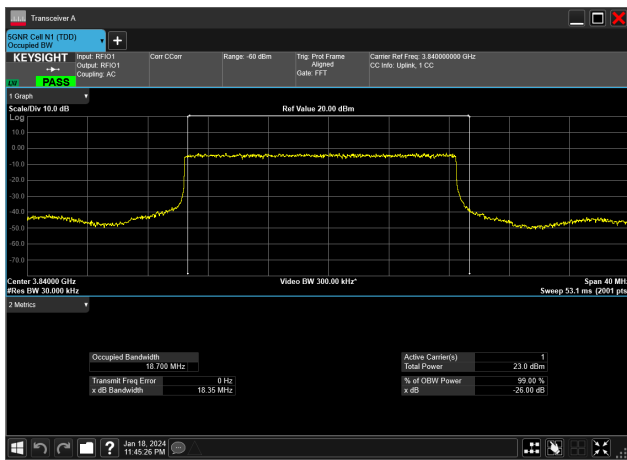 Transceiver A
5GNR Cell N1 (TDD)
Occupied BW
+
KEYSIGHT
LXI
PASS
Input: RFIO1
Output: RFIO1
Coupling: AC
Corr CCorr
Range: -60 dBm
Trig: Prot Frame
Aligned
Gate: FFT
Carrier Ref Freq: 3.840000000 GHz
CC Info: Uplink, 1 CC
1 Graph
Scale/Div 10.0 dB
Ref Value 20.00 dBm
Log
10.0
0.00
-10.0
-20.0
-30.0
-40.0
-50.0
-60.0
-70.0
Center 3.84000 GHz
Video BW 300.00 kHz*
Span 40 MHz
#Res BW 30.000 kHz
Sweep 53.1 ms (2001 pts
2 Metrics
Occupied Bandwidth
18.700 MHz
Transmit Freq Error 0 Hz
x dB Bandwidth 18.35 MHz
Active Carrier(s) 1
Total Power 23.0 dBm
% of OBW Power 99.00 %
x dB -26.00 dB
?
Jan 18, 2024
11:45:26 PM